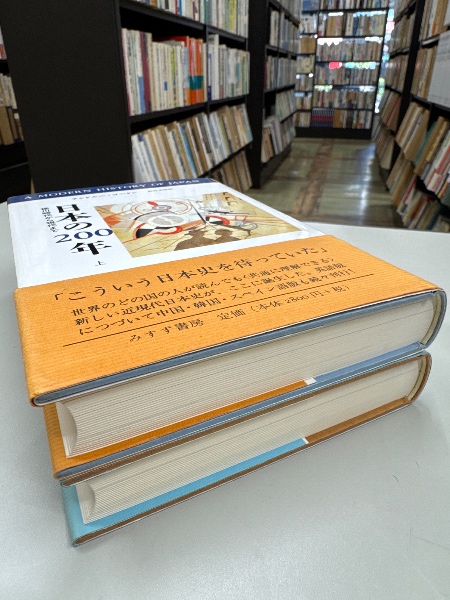 A MODERN HISTORY OF JAPAN
日本の
200
年
上
「こういう日本史を待っていた」
世界のどの国の人が読んでも、共通に理解できる
新しい近現代日本史が、ここに誕生した。英語版
につづいて中国・韓国・スペイン語版も続々刊行!
みすず書房 定価(本体2800円+税)